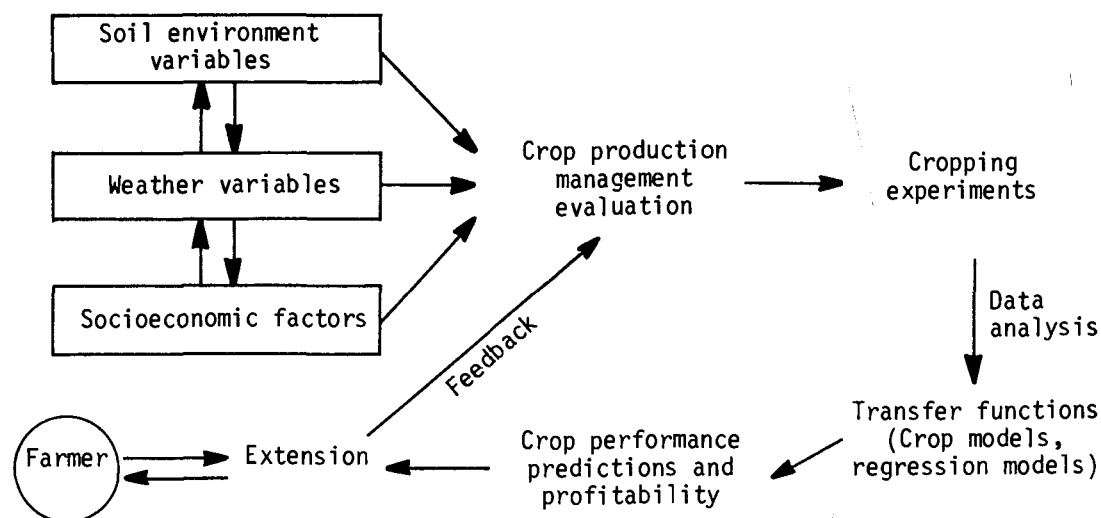 Soil environment
variables
Weather variables
Socioeconomic factors
Crop production
management
evaluation
Cropping
experiments
Data
analysis
Transfer functions
(Crop models,
regression models)
Crop performance
predictions and
profitability
Feedback
Extension
Farmer